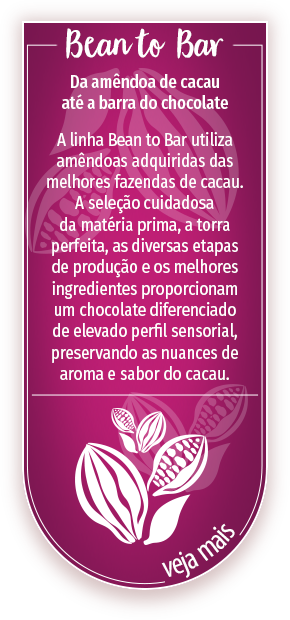 Bean to Bar
Da amêndoa de cacau
até a barra do chocolate
A linha Bean to Bar utiliza
amêndoas adquiridas das
melhores fazendas de cacau.
A seleção cuidadosa
da matéria prima, a torra
perfeita, as diversas etapas
de produção e os melhores
ingredientes proporcionam
um chocolate diferenciado
de elevado perfil sensorial,
preservando as nuances de
aroma e sabor do cacau.
veja mais